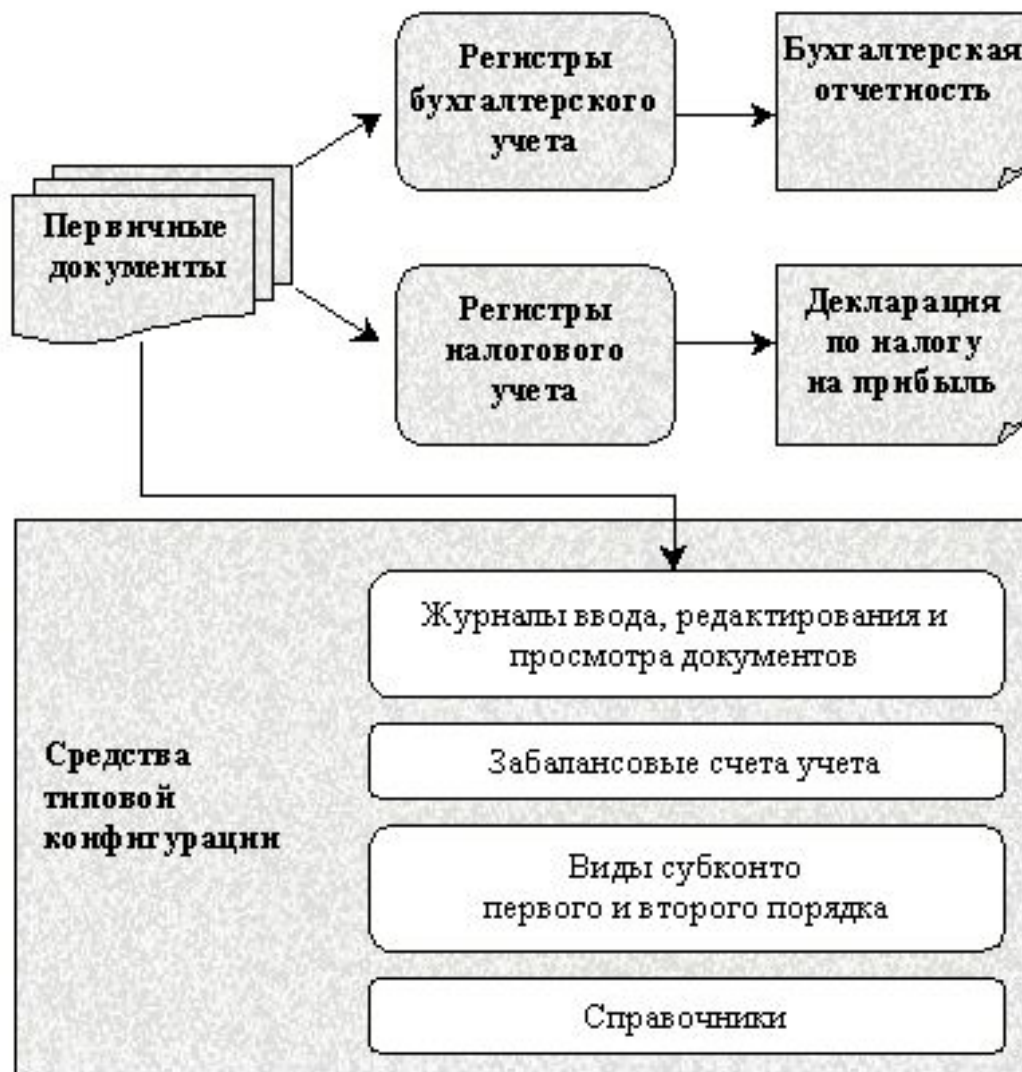 Регистры
бухгалтерского
учета
Бухгалтерская
отчетность
Первичные
документы
Регистры
налогового
учета
Декларация
по налогу
на прибыль
Средства
типовой
конфигурации
Журналы ввода, редактирования и
просмотра документов
Забалансовые счета учета
Виды субконто
первого и второго порядка
Справочники